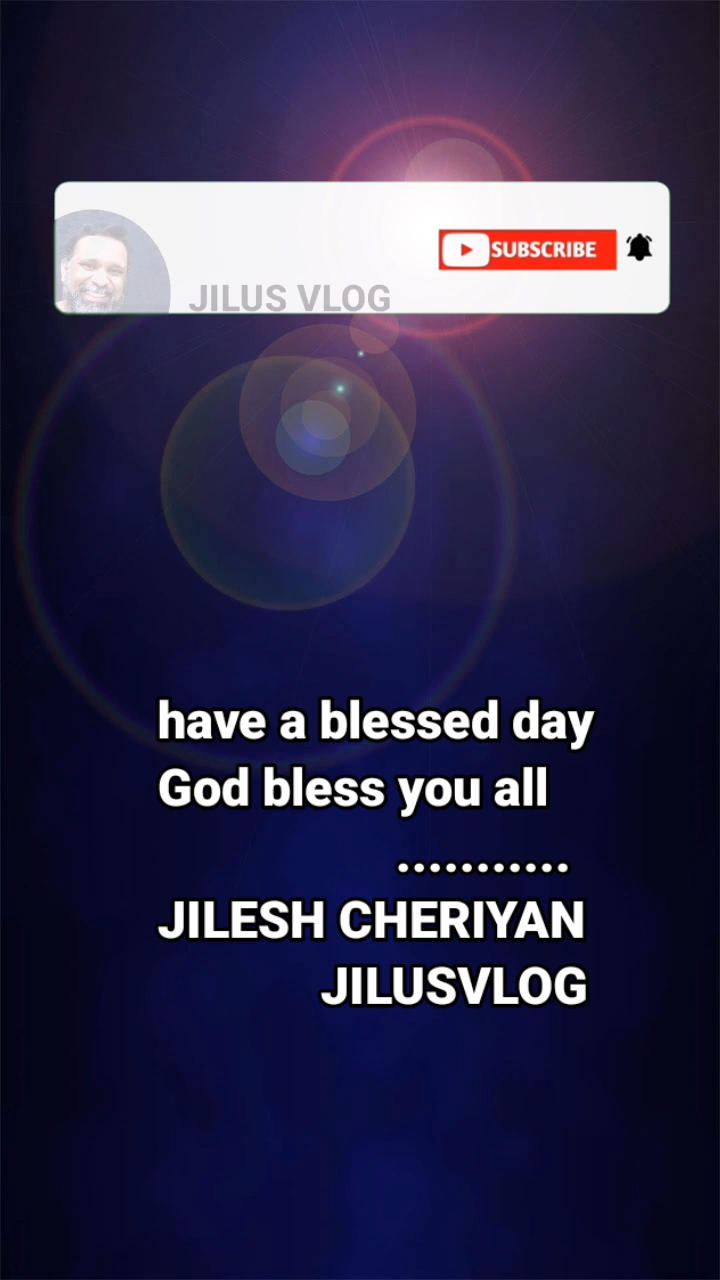 SUBSCRIBE
JILUS VLOG
have a blessed day
God bless you all
...........
JILESH CHERIYAN
JILUSVLOG